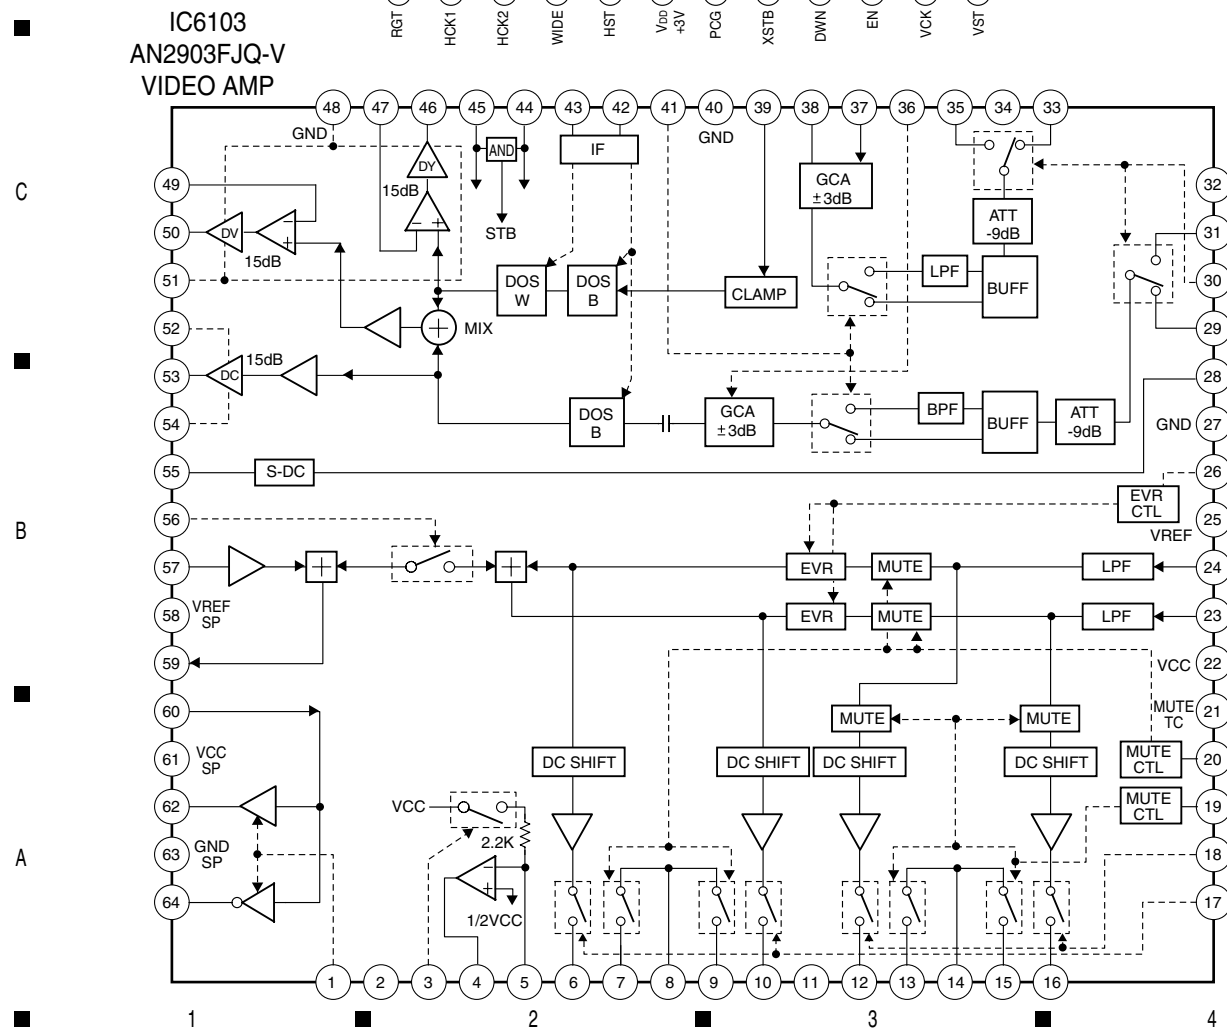 RGT HCK1 HCK2 WIDE HST VDD +3V PCG XSTB DWN EN VCK VST
IC6103
AN2903FJQ-V
VIDEO AMP
48 47 46 45 44 43 42 41 40 39 38 37 36 35 34 33
GND AND IF GND
DY
C
49
15dB
GCA
±3dB
32
ATT
-9dB
50
DV
15dB
STB
31
51
DOS
W
DOS
B
CLAMP
LPF
BUFF
30
52
MIX
29
53
DC
15dB
28
54
DOS
B
GCA
±3dB
BPF
BUFF
ATT
-9dB
GND
27
55
S-DC
26
EVR
CTL
B
56
25
VREF
57
EVR
MUTE
LPF
24
58
VREF
SP
EVR
MUTE
LPF
23
59
VCC
22
60
MUTE
MUTE
MUTE
TC
21
61
VCC
SP
DC SHIFT
DC SHIFT
DC SHIFT
DC SHIFT
MUTE
CTL
20
62
VCC
MUTE
CTL
19
2.2K
A
63
GND
SP
18
64
1/2VCC
17
1 2 3 4 5 6 7 8 9 10 11 12 13 14 15 16
1 2 3 4